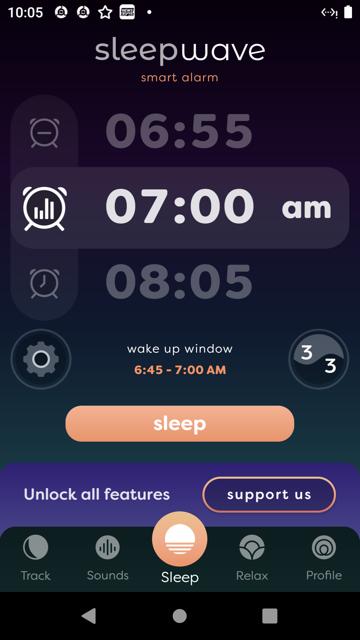 10:05
sleepwave
smart alarm
06:55
07:00 am
08:05
wake up window
6:45 - 7:00 AM
3
3
sleep
Unlock all features
support us
Track
Sounds
Sleep
Relax
Profile